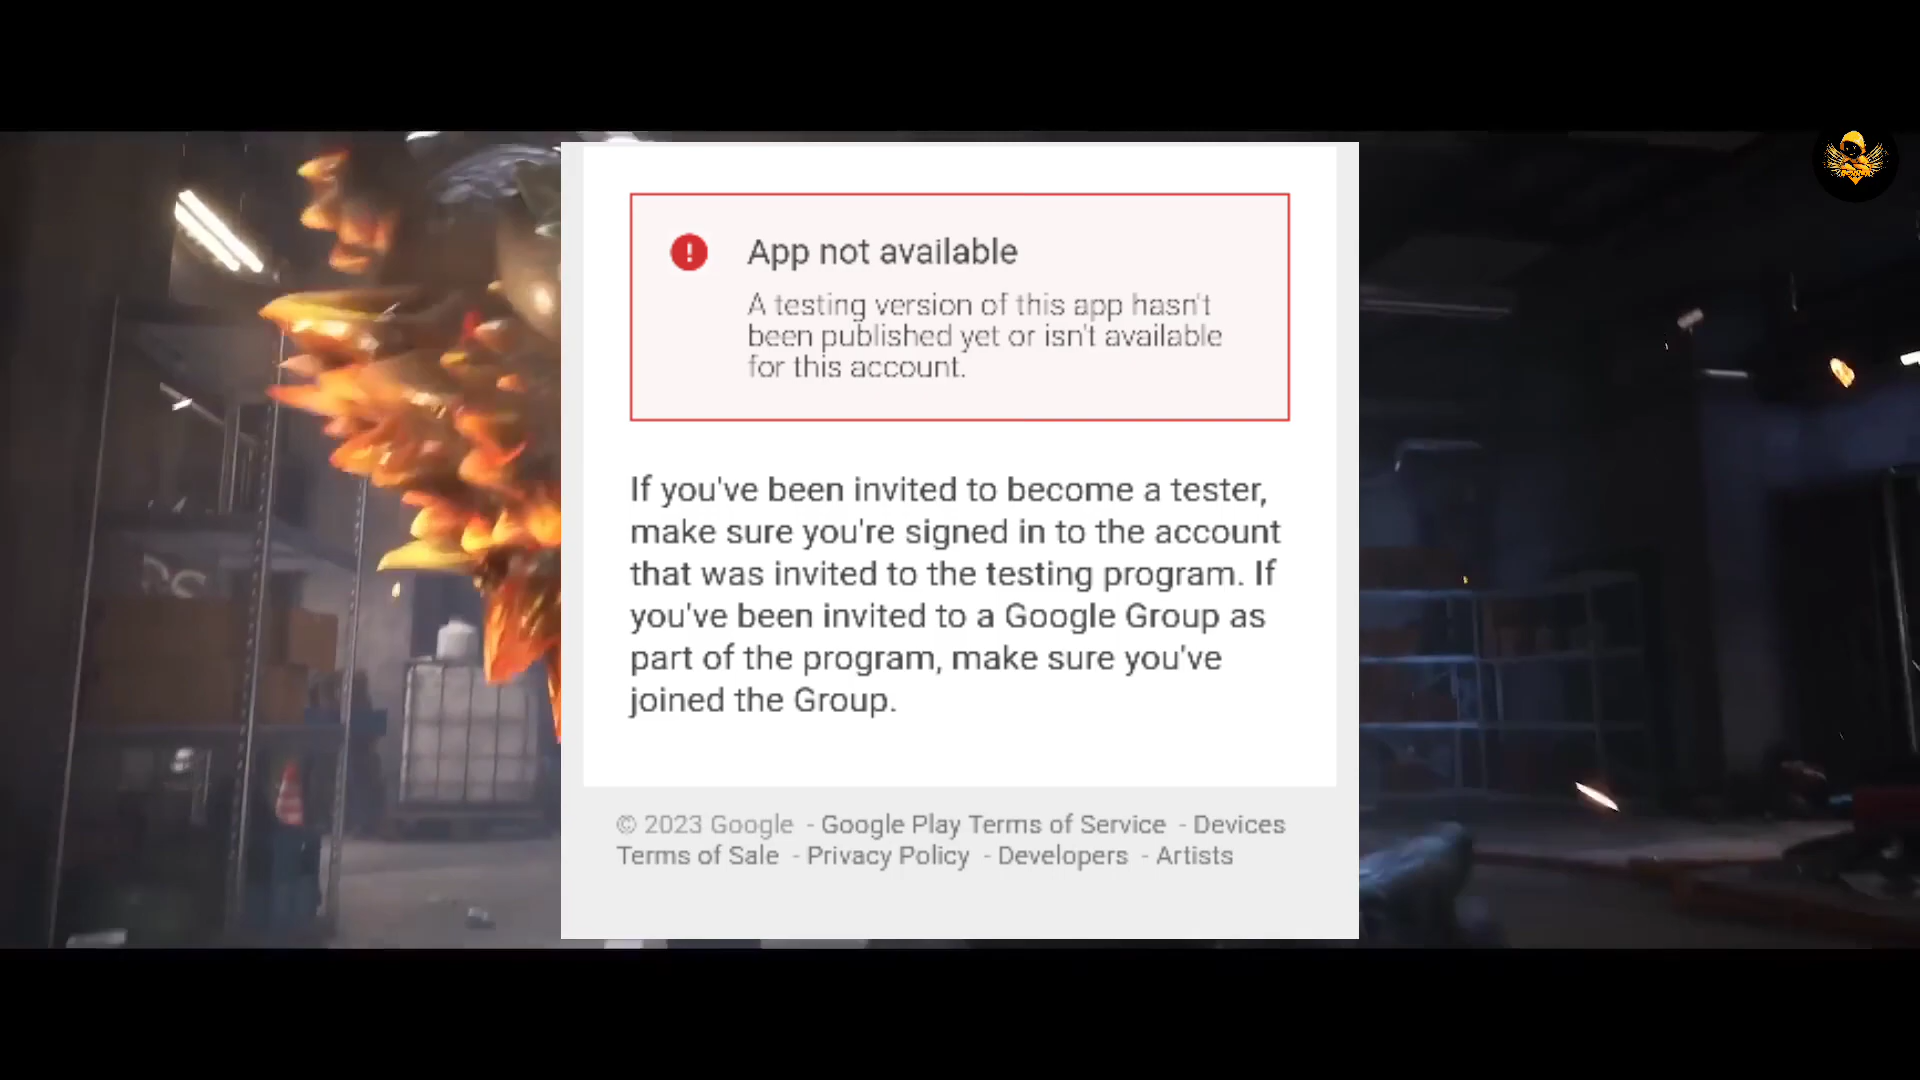 App not available
A testing version of this app hasn't
been published yet or isn't available
for this account.
If you've been invited to become a tester,
make sure you're signed in to the account
that was invited to the testing program. If
you've been invited to a Google Group as
part of the program, make sure you've
joined the Group.
© 2023 Google - Google Play Terms of Service - Devices
Terms of Sale - Privacy Policy - Developers - Artists